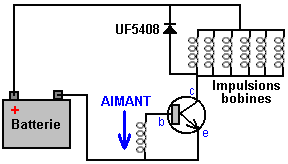 UF5408
c
Impulsions
bobines
AIMANT
+
Batterie
b
e